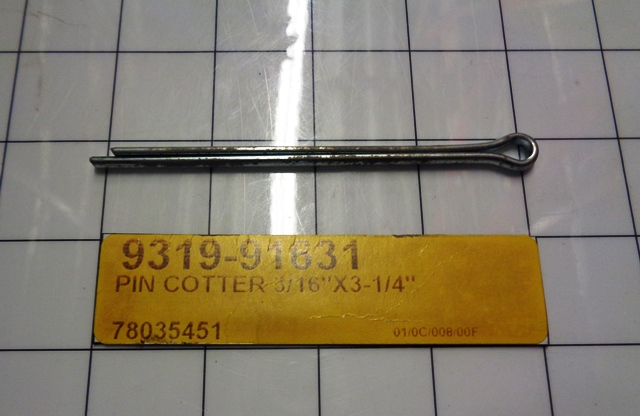 9319-91631
PIN COTTER 3/16"X3-1/4"
78035451
01/0C/008/00F